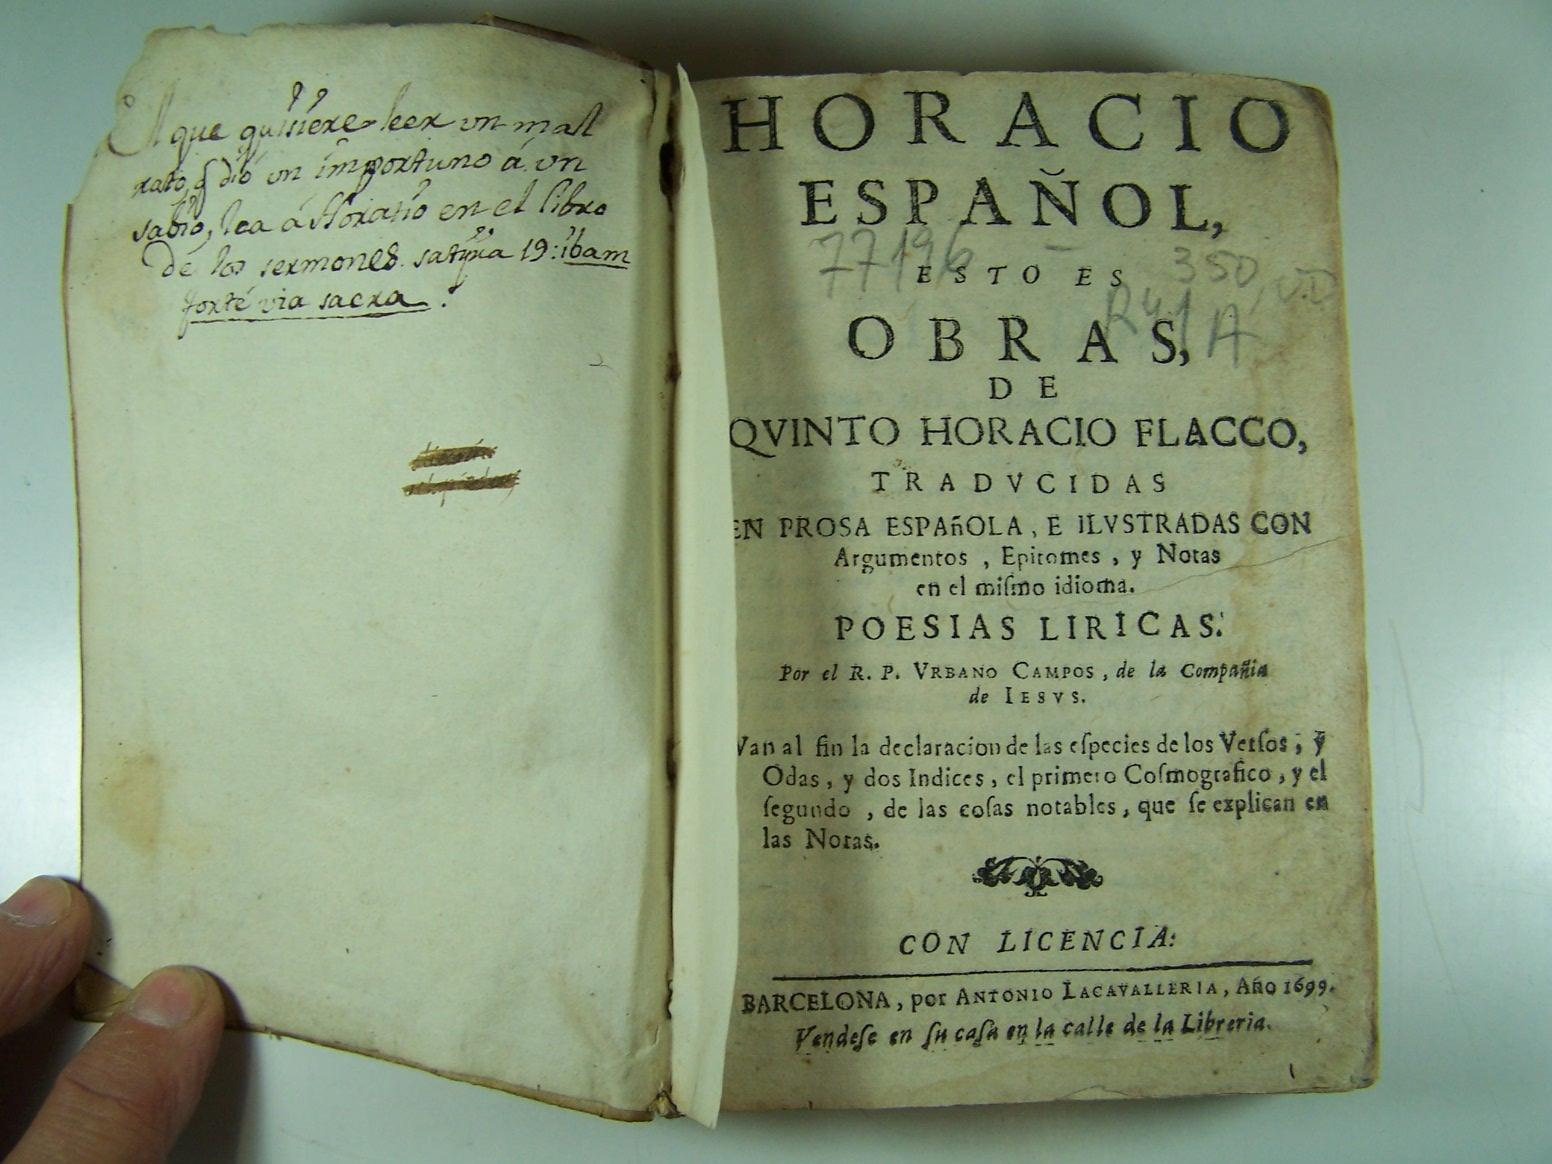 El que quisiere leer un mal
rato, q̃ dió un importuno á un
sabio, lea á Horatio en el libro
de los sermones. satyra 19: ibam
forté via sacra.
HORACIO
ESPAÑOL,
77196
ESTO ES
350
R41 A
OBRAS,
DE
QVINTO HORACIO FLACCO,
TRADVCIDAS
EN PROSA ESPAñOLA, E ILVSTRADAS CON
Argumentos, Epitomes, y Notas
en el miſmo idioma.
POESIAS LIRICAS.
Por el R. P. VRBANO CAMPOS, de la Compañia
de IESVS.
Van al fin la declaracion de las eſpecies de los Verſos, y
Odas, y dos Indices, el primero Coſmografico, y el
ſegundo, de las coſas notables, que ſe explican en
las Notas.
CON LICENCIA:
BARCELONA, por ANTONIO LACAVALLERIA, Año 1699.
Vendeſe en ſu caſa en la calle de la Libreria.